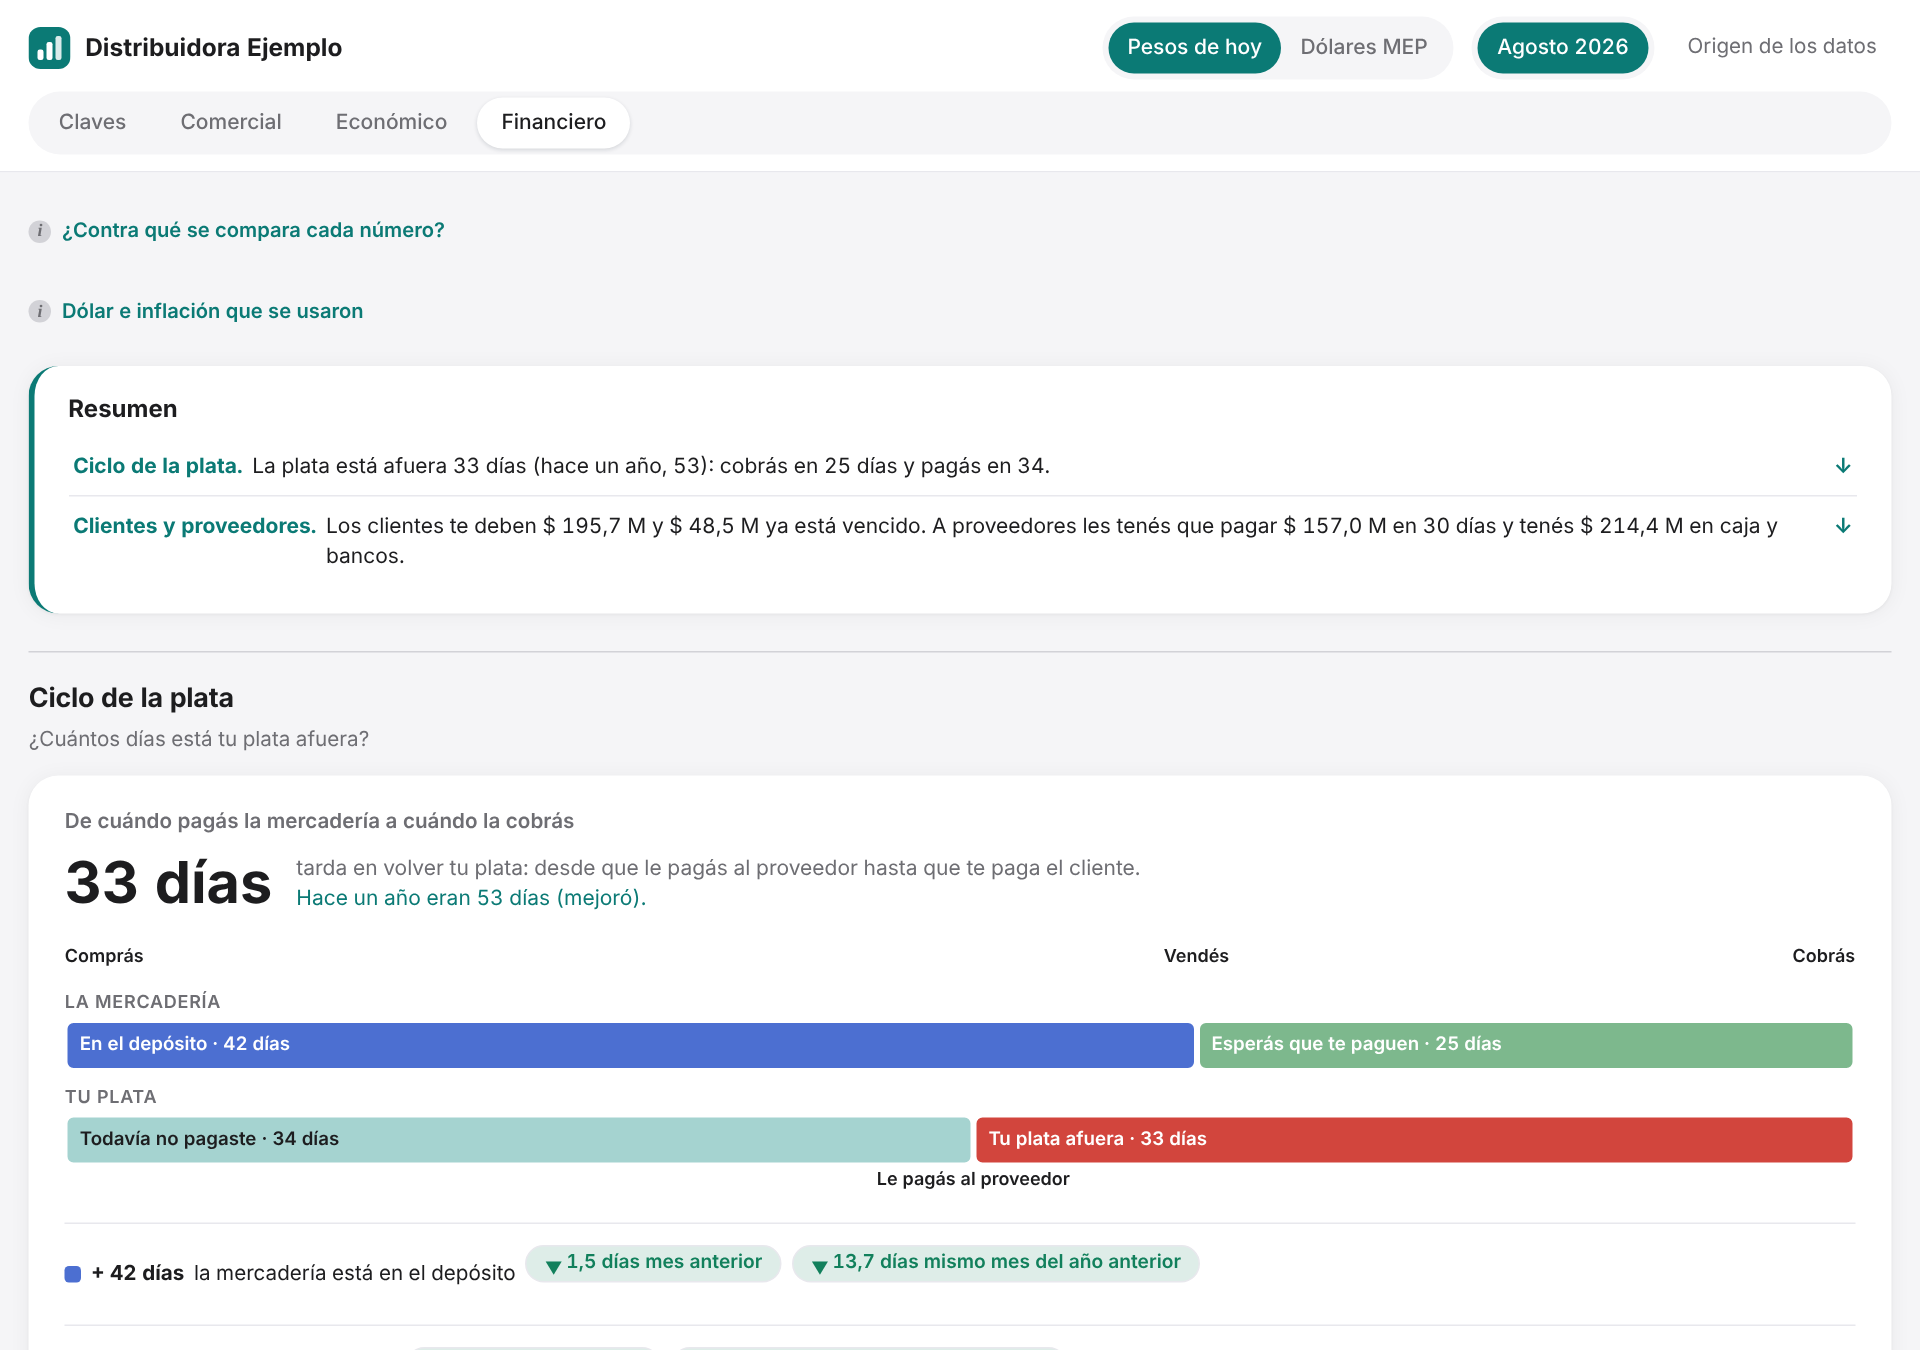 Distribuidora Ejemplo
Pesos de hoy
Dólares MEP
Agosto 2026
Origen de los datos
Claves
Comercial
Económico
Financiero
i ¿Contra qué se compara cada número?
i Dólar e inflación que se usaron
Resumen
Ciclo de la plata. La plata está afuera 33 días (hace un año, 53): cobrás en 25 días y pagás en 34.
Clientes y proveedores. Los clientes te deben $ 195,7 M y $ 48,5 M ya está vencido. A proveedores les tenés que pagar $ 157,0 M en 30 días y tenés $ 214,4 M en caja y
bancos.
Ciclo de la plata
¿Cuántos días está tu plata afuera?
De cuándo pagás la mercadería a cuándo la cobrás
33 días
tarda en volver tu plata: desde que le pagás al proveedor hasta que te paga el cliente.
Hace un año eran 53 días (mejoró).
Comprás
Vendés
Cobrás
LA MERCADERÍA
En el depósito · 42 días
Esperás que te paguen · 25 días
TU PLATA
Todavía no pagaste · 34 días
Tu plata afuera · 33 días
Le pagás al proveedor
+ 42 días la mercadería está en el depósito
▼ 1,5 días mes anterior
▼ 13,7 días mismo mes del año anterior